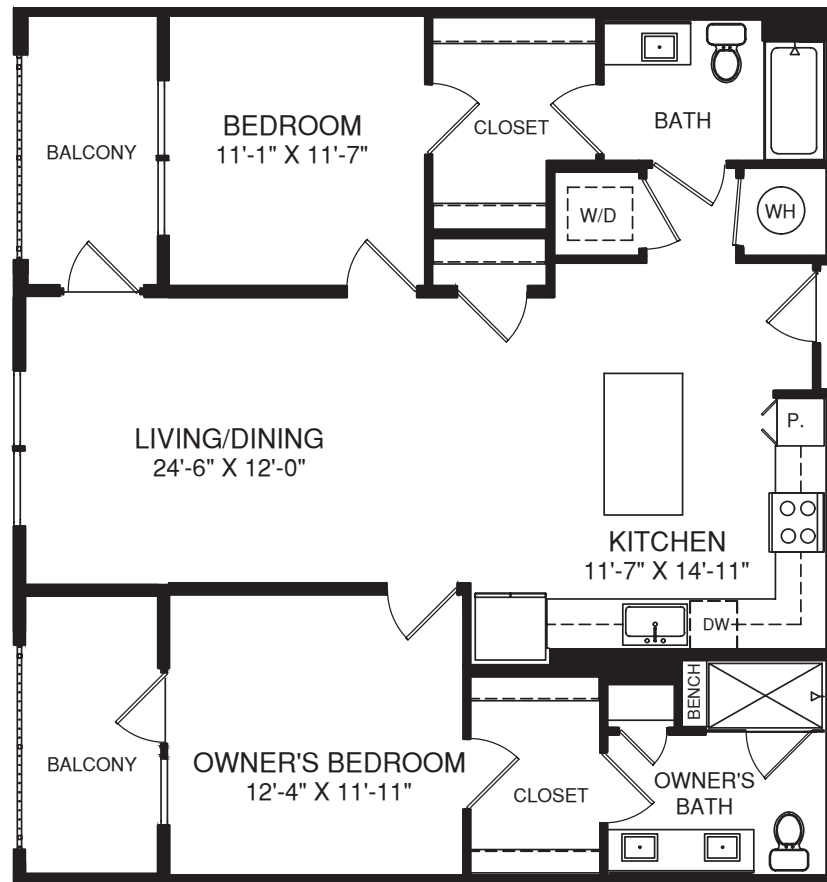 BEDROOM
11'-1" X 11'-7"
BALCONY
CLOSET
BATH
W/D
WH
LIVING/DINING
24'-6" X 12'-0"
P.
KITCHEN
11'-7" X 14'-11"
DW
BENCH
BALCONY
OWNER'S BEDROOM
12'-4" X 11'-11"
CLOSET
OWNER'S
BATH